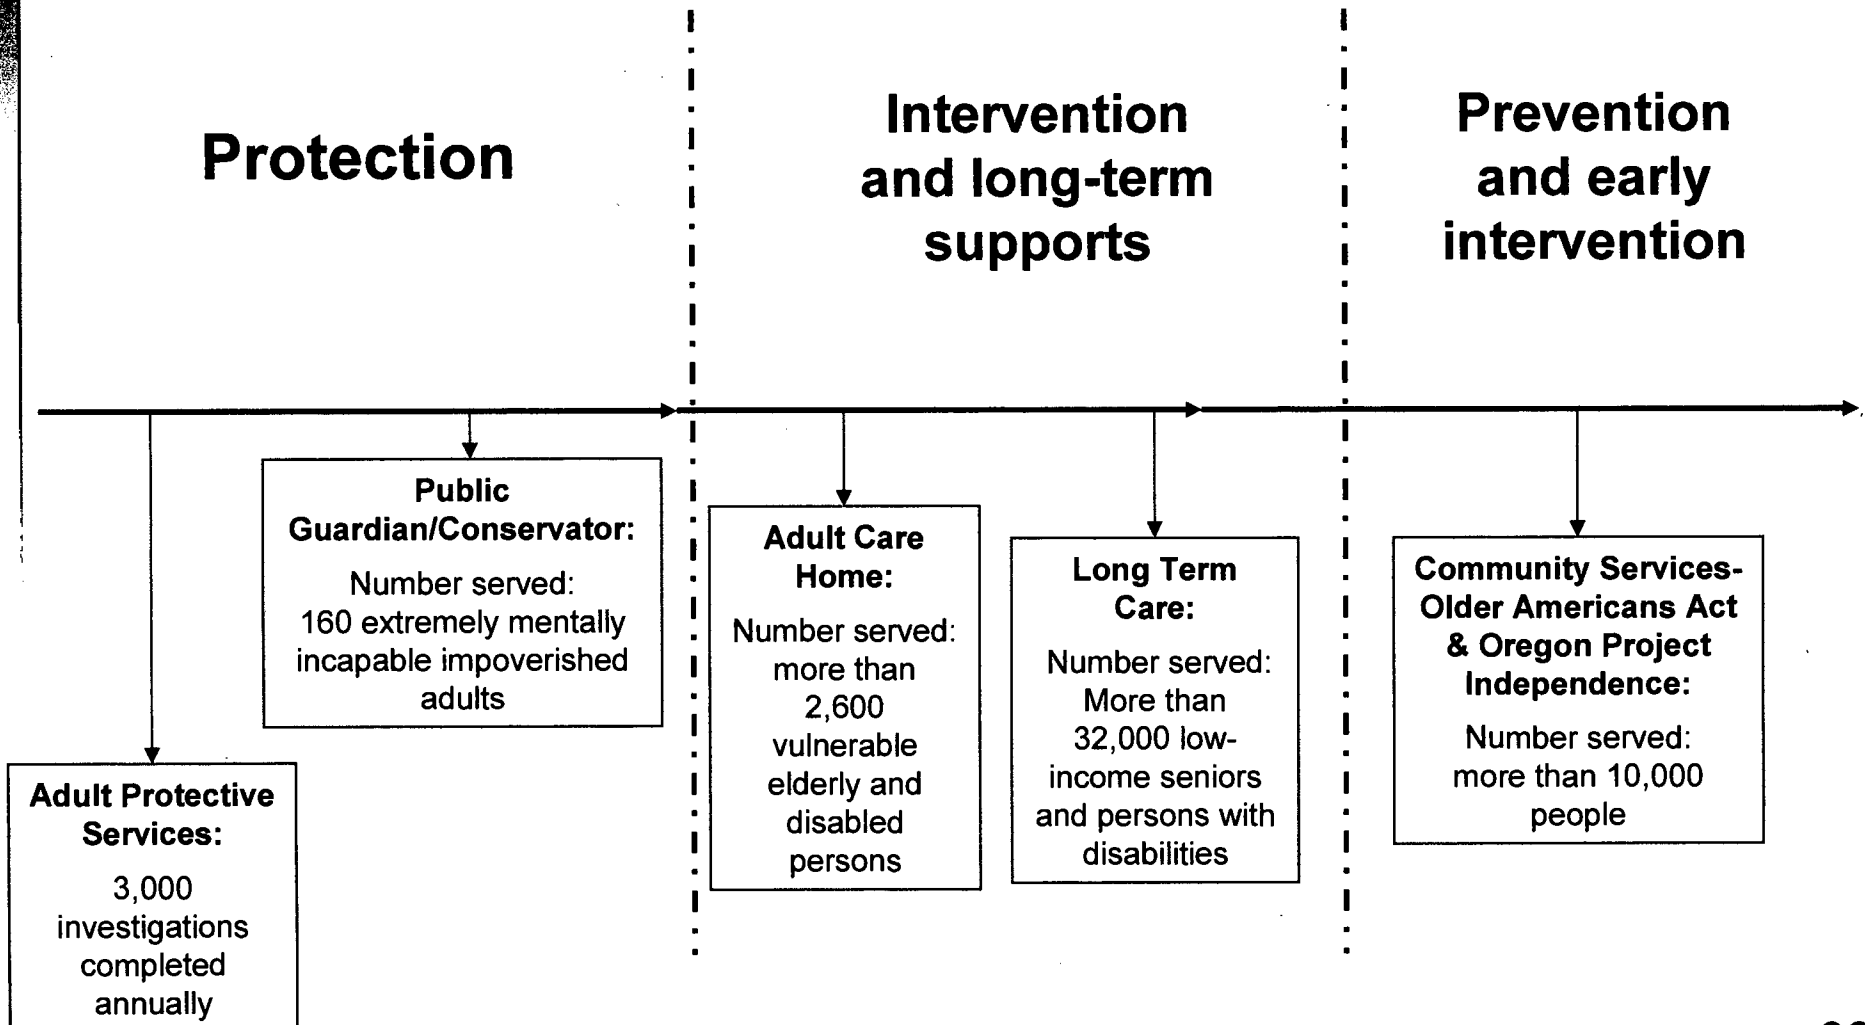 Protection
Intervention
and long-term
supports
Prevention
and early
intervention
Public
Guardian/Conservator:
Number served:
160 extremely mentally
incapable impoverished
adults
Adult Protective
Services:
3,000
investigations
completed
annually
Adult Care
Home:
Number served:
more than
2,600
vulnerable
elderly and
disabled
persons
Long Term
Care:
Number served:
More than
32,000 low-
income seniors
and persons with
disabilities
Community Services-
Older Americans Act
& Oregon Project
Independence:
Number served:
more than 10,000
people